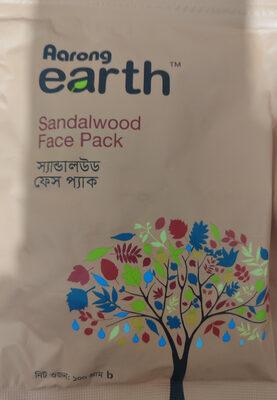 Aarong
earth™
Sandalwood
Face Pack
স্যান্ডালউড
ফেস প্যাক
নিট ওজন: ১০০ গ্রাম